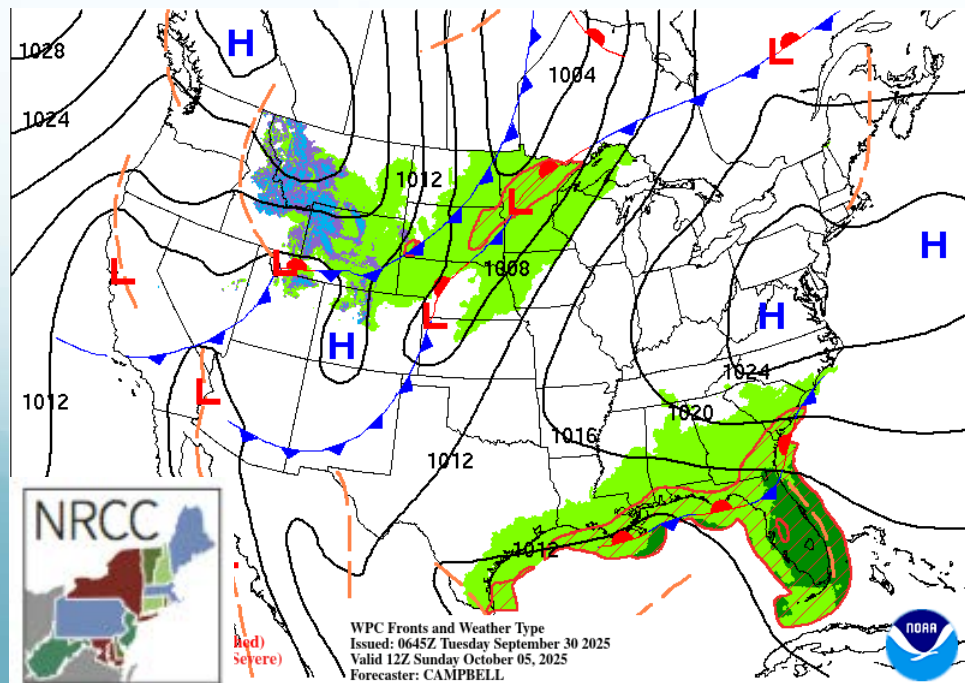 H
1028
L
1004
1024
1012
L
H
1008
L
L
L
H
H
1024
1012
L
1020
1016
1012
1012
NRCC
WPC Fronts and Weather Type
Issued: 0645Z Tuesday September 30 2025
Valid 12Z Sunday October 05, 2025
Forecaster: CAMPBELL
Severe)
NOAA